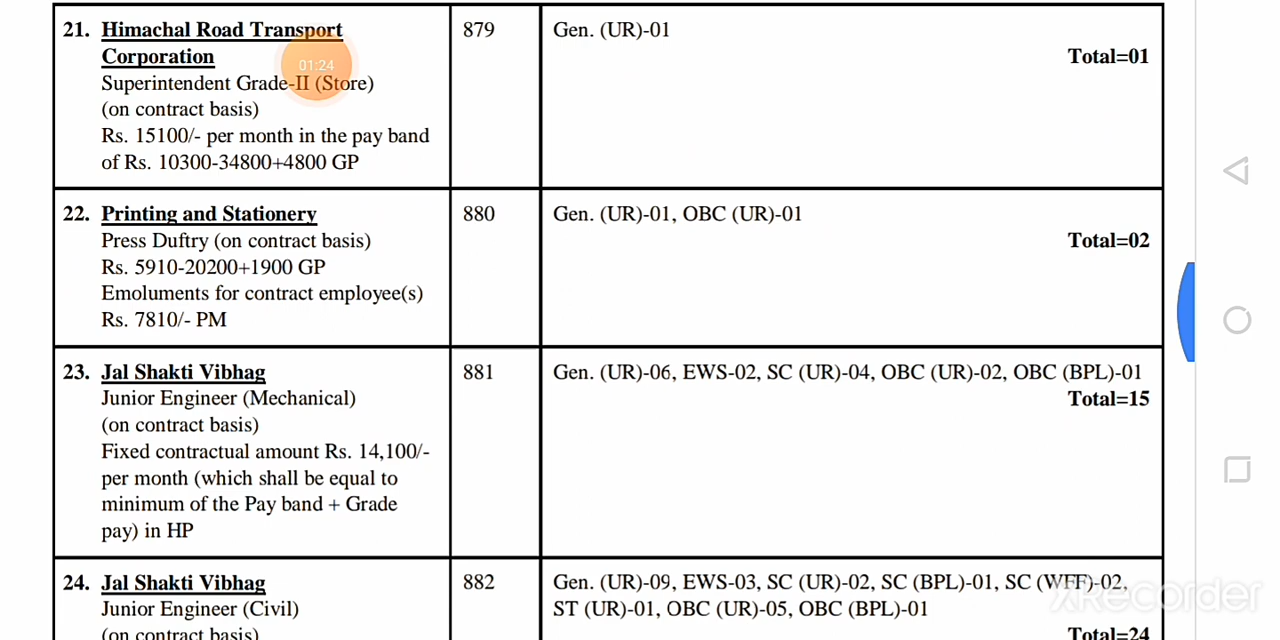 21. Himachal Road Transport
Corporation
Superintendent Grade-II (Store)
(on contract basis)
Rs. 15100/- per month in the pay band
of Rs. 10300-34800+4800 GP
879
Gen. (UR)-01
Total=01
01:24
22. Printing and Stationery
Press Duftry (on contract basis)
Rs. 5910-20200+1900 GP
Emoluments for contract employee(s)
Rs. 7810/- PM
880
Gen. (UR)-01, OBC (UR)-01
Total=02
23. Jal Shakti Vibhag
Junior Engineer (Mechanical)
(on contract basis)
Fixed contractual amount Rs. 14,100/-
per month (which shall be equal to
minimum of the Pay band + Grade
pay) in HP
881
Gen. (UR)-06, EWS-02, SC (UR)-04, OBC (UR)-02, OBC (BPL)-01
Total=15
24. Jal Shakti Vibhag
Junior Engineer (Civil)
(on contract basis)
882
Gen. (UR)-09, EWS-03, SC (UR)-02, SC (BPL)-01, SC (WFF)-02,
ST (UR)-01, OBC (UR)-05, OBC (BPL)-01
Total=24
XRecorder